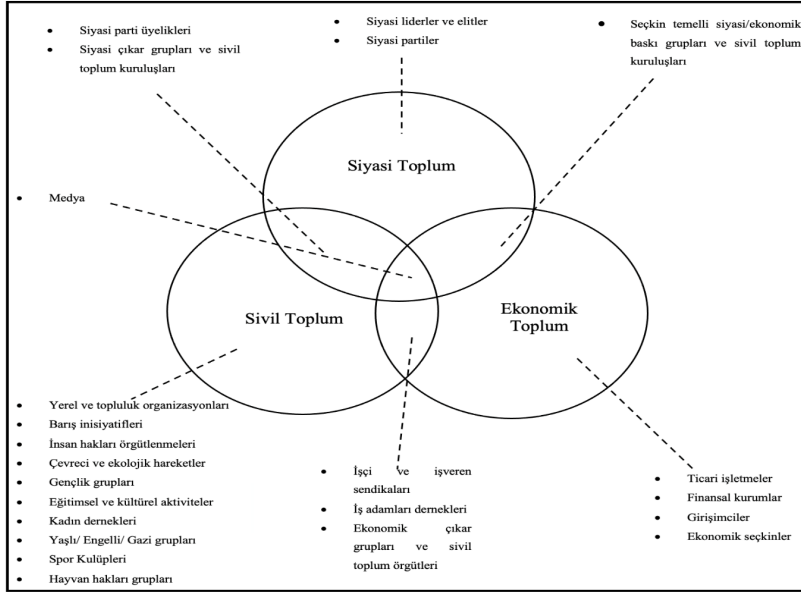 Siyasi parti üyelikleri
Siyasi çıkar grupları ve sivil
toplum kuruluşları
Siyasi liderler ve elitler
Siyasi partiler
Seçkin temelli siyasi/ekonomik
baskı grupları ve sivil toplum
kuruluşları
Siyasi Toplum
Medya
Sivil Toplum
Ekonomik
Toplum
Yerel ve topluluk organizasyonları
Barış inisiyatifleri
İnsan hakları örgütlenmeleri
Çevreci ve ekolojik hareketler
Gençlik grupları
Eğitimsel ve kültürel aktiviteler
Kadın dernekleri
Yaşlı/ Engelli/ Gazi grupları
Spor Kulüpleri
Hayvan hakları grupları
İşçi ve işveren
sendikaları
İş adamları dernekleri
Ekonomik çıkar
grupları ve sivil
toplum örgütleri
Ticari işletmeler
Finansal kurumlar
Girişimciler
Ekonomik seçkinler